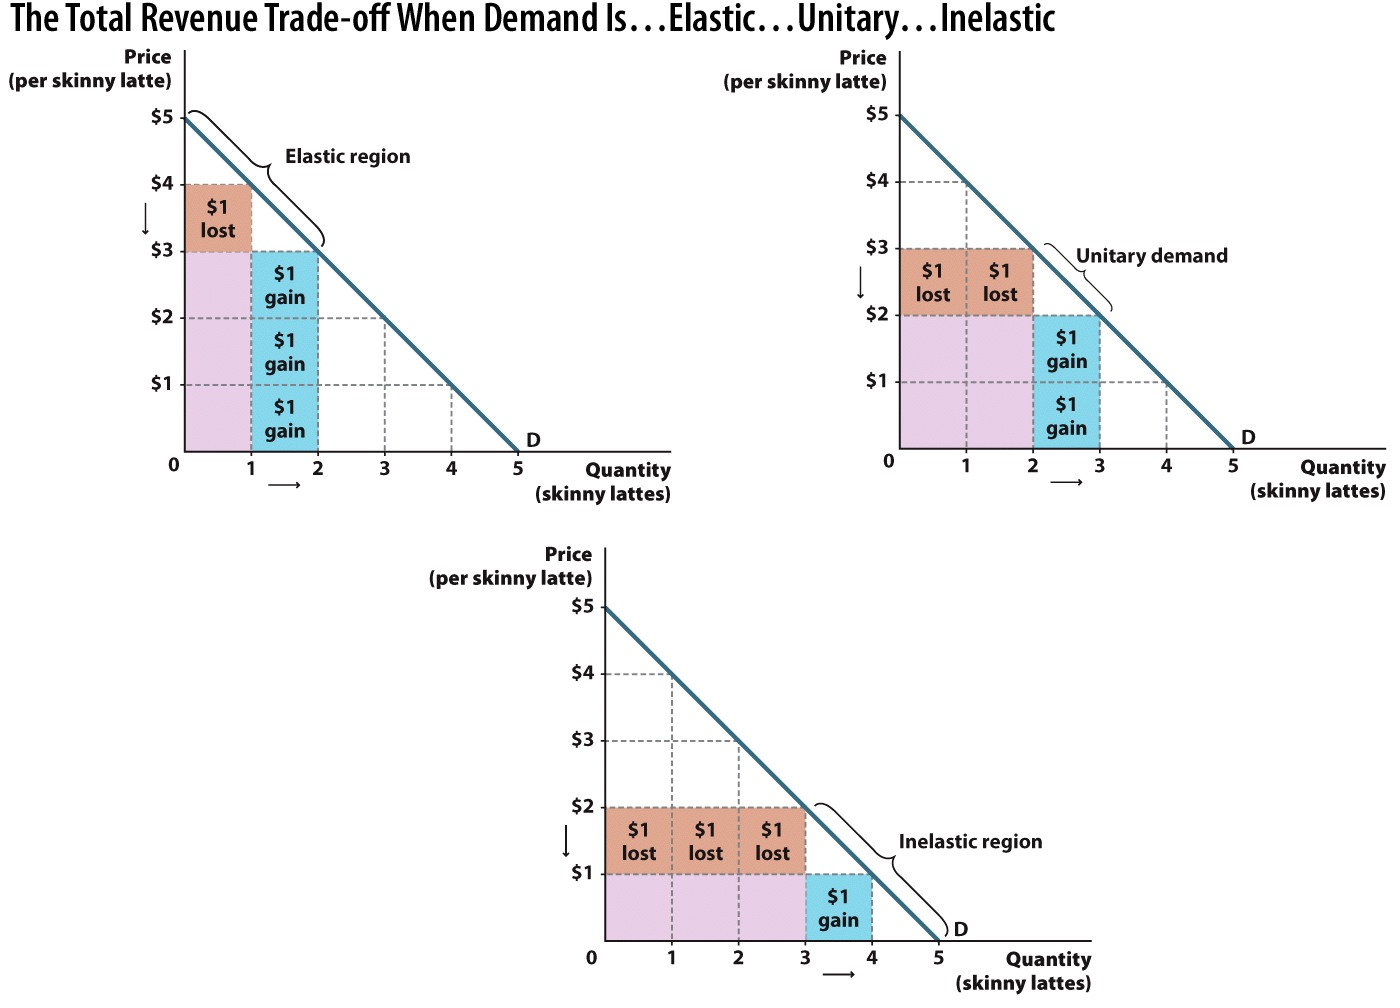 The Total Revenue Trade-off When Demand Is...Elastic...Unitary...Inelastic
Price
(per skinny latte)
$5
$4
$3
$2
$1
0
Elastic region
$1
lost
$1
gain
$1
gain
$1
gain
D
1 2 3 4 5
Quantity
(skinny lattes)
Price
(per skinny latte)
$5
$4
$3
$2
$1
0
Unitary demand
$1 $1
lost lost
$1
gain
$1
gain
D
1 2 3 4 5
Quantity
(skinny lattes)
Price
(per skinny latte)
$5
$4
$3
$2
$1
0
Inelastic region
$1 $1 $1
lost lost lost
$1
gain
D
1 2 3 4 5
Quantity
(skinny lattes)